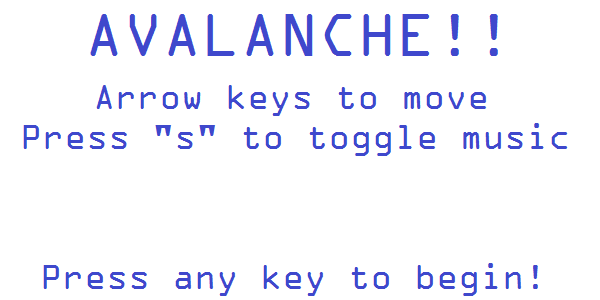 AVALANCHE!!
Arrow keys to move
Press "s" to toggle music
Press any key to begin!